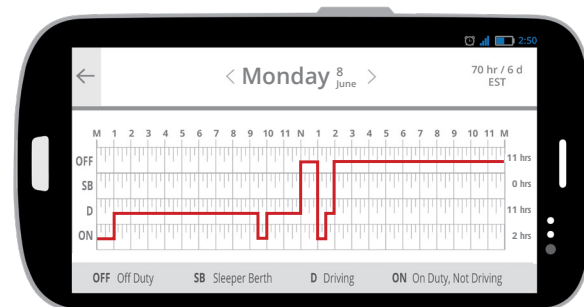 2:50
← < Monday 8 June >
70 hr / 6 d
EST
M 1 2 3 4 5 6 7 8 9 10 11 N 1 2 3 4 5 6 7 8 9 10 11 M
OFF 11 hrs
SB 0 hrs
D 11 hrs
ON 2 hrs
OFF Off Duty SB Sleeper Berth D Driving ON On Duty, Not Driving